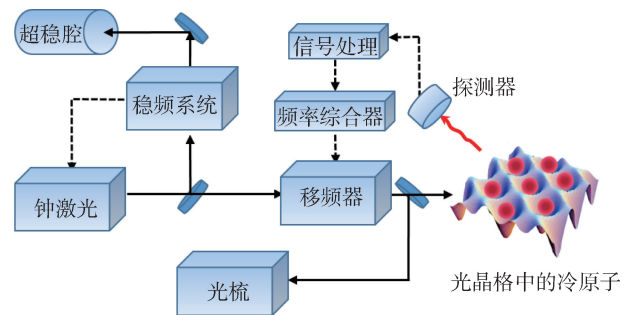 超稳腔
信号处理
探测器
稳频系统
频率综合器
钟激光
移频器
光梳
光晶格中的冷原子